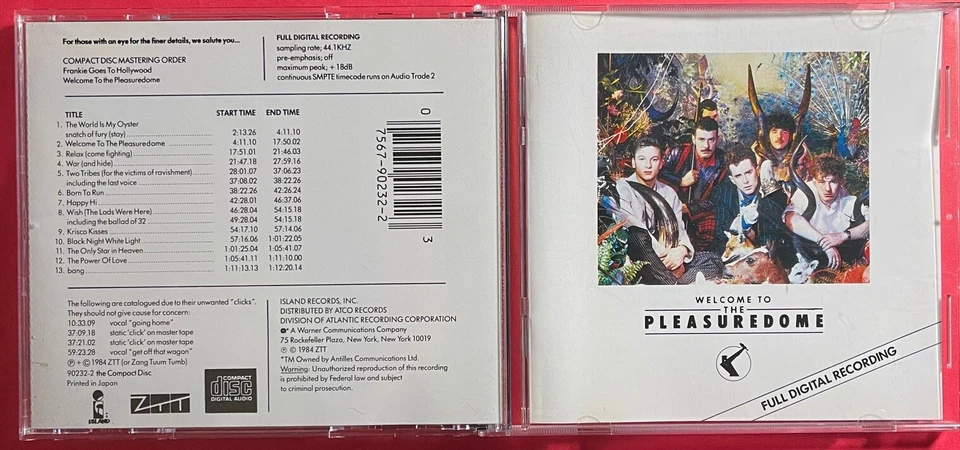 For those with an eye for the finer details, we salute you...
COMPACT DISC MASTERING ORDER
Frankie Goes To Hollywood
Welcome To the Pleasuredome
FULL DIGITAL RECORDING
sampling rate; 44.1KHZ
pre-emphasis; off
maximum peak; + 18dB
continuous SMPTE timecode runs on Audio Trade 2
TITLE START TIME END TIME
1. The World Is My Oyster
snatch of fury (stay) 2:13.26 4:11.10
2. Welcome To The Pleasuredome 4:11.10 17:50.02
3. Relax (come fighting) 17:51.01 21:46.03
4. War (and hide) 21:47.18 27:59.16
5. Two Tribes (for the victims of ravishment) 28:01.07 37:06.23
including the last voice 37:08.02 38:22.26
6. Born To Run 38:22.26 42:26.24
7. Happy Hi 42:28.01 46:37.06
8. Wish (The Lads Were Here) 46:28.04 54:15.18
including the ballad of 32 49:28.04 54:15.18
9. Krisco Kisses 54:17.10 57:14.06
10. Black Night White Light 57:16.06 1:01:22.05
11. The Only Star in Heaven 1:01:25.04 1:05:41.07
12. The Power Of Love 1:05:41.11 1:11:10.00
13. bang 1:11:13.13 1:12:20.14
0 7567-90232-2 3
The following are catalogued due to their unwanted "clicks".
They should not give cause for concern:
10.33.09 vocal "going home"
37.09.18 static 'click' on master tape
37:21.02 static 'click' on master tape
59:23.28 vocal "get off that wagon"
℗ + © 1984 ZTT (or Zang Tuum Tumb)
90232-2 the Compact Disc
Printed in Japan
ISLAND
ZTT
COMPACT
disc
DIGITAL AUDIO
ISLAND RECORDS, INC.
DISTRIBUTED BY ATCO RECORDS
DIVISION OF ATLANTIC RECORDING CORPORATION
* A Warner Communications Company
75 Rockefeller Plaza, New York, New York 10019
℗ © 1984 ZTT
*TM Owned by Antilles Communications Ltd.
Warning: Unauthorized reproduction of this recording
is prohibited by Federal law and subject
to criminal prosecution.
WELCOME TO
THE
PLEASUREDOME
FULL DIGITAL RECORDING